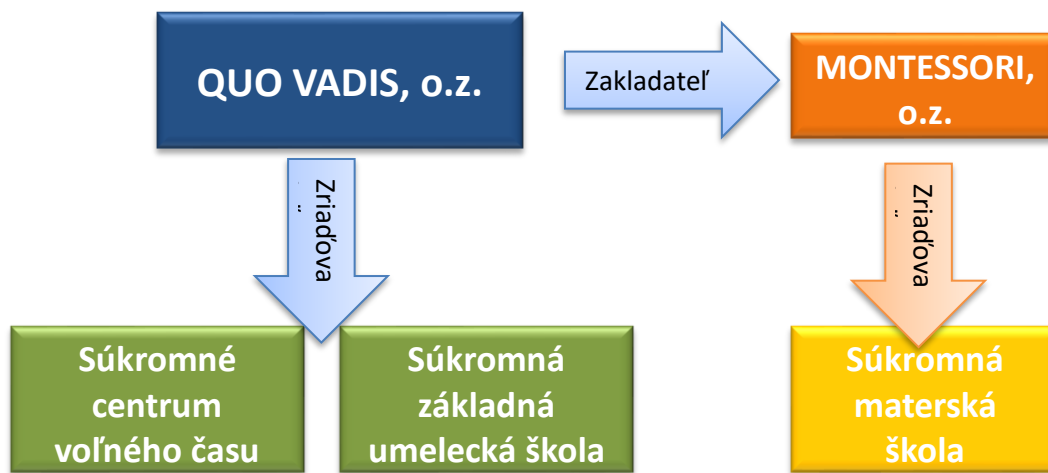 QUO VADIS, o.z.
Zakladateľ
MONTESSORI,
o.z.
Zriaďova
Zriaďova
Súkromné
centrum
voľného času
Súkromná
základná
umelecká škola
Súkromná
materská
škola